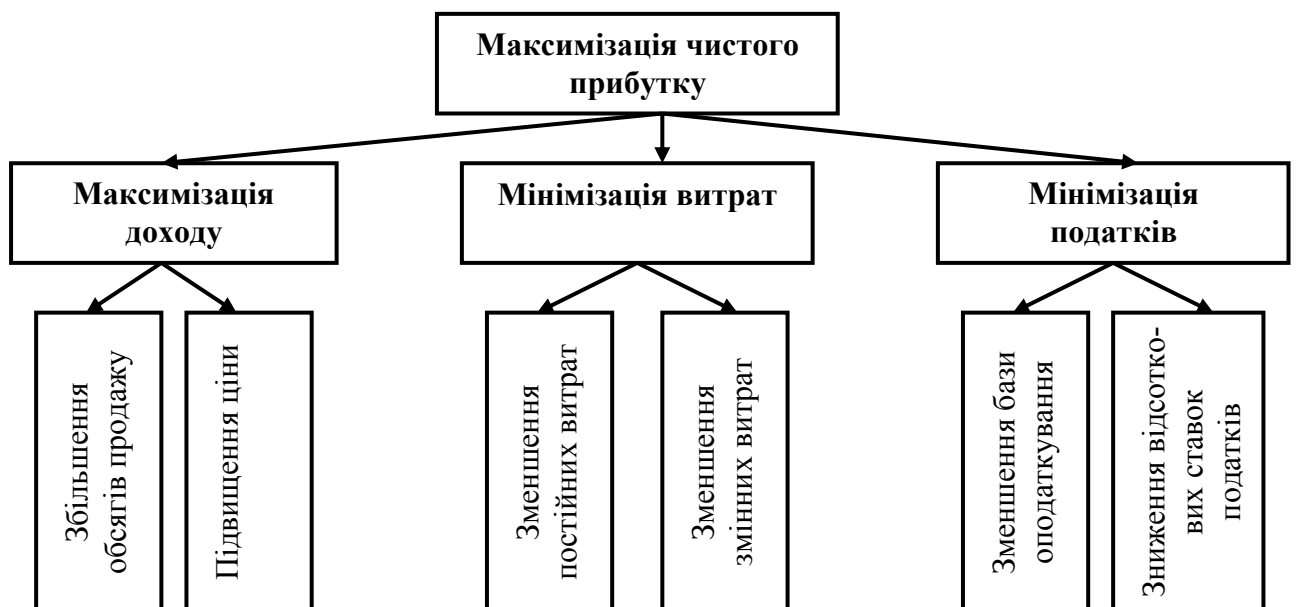 Максимізація чистого
прибутку
Максимізація
доходу
Мінімізація витрат
Мінімізація
податків
Збільшення
обсягів продажу
Підвищення ціни
Зменшення
постійних витрат
Зменшення
змінних витрат
Зменшення бази
оподаткування
Зниження відсотко-
вих ставок
податків